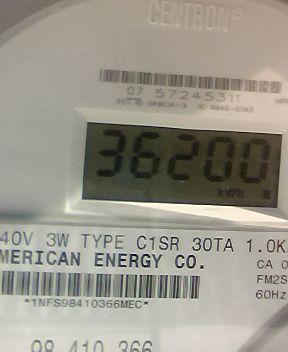 CENTRON®
07 57245311
36200
kWh
40V 3W TYPE C1SR 30TA 1.0K
MERICAN ENERGY CO.
CA 0
FM2S
60Hz
*1NFS98410366MEC*
98 410 366